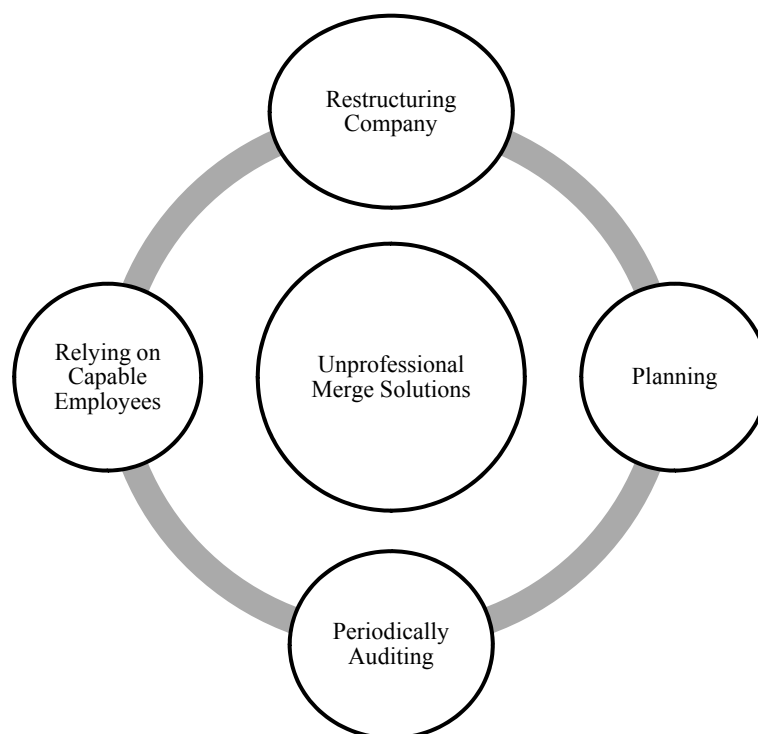 Restructuring
Company
Relying on
Capable
Employees
Unprofessional
Merge Solutions
Planning
Periodically
Auditing